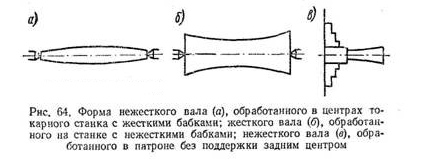 а)
б)
в)
Рис. 64. Форма нежесткого вала (а), обработанного в центрах то-
карного станка с жесткими бабками; жесткого вала (б), обработан-
ного на станке с нежесткими бабками; нежесткого вала (в), обра-
ботанного в патроне без поддержки задним центром